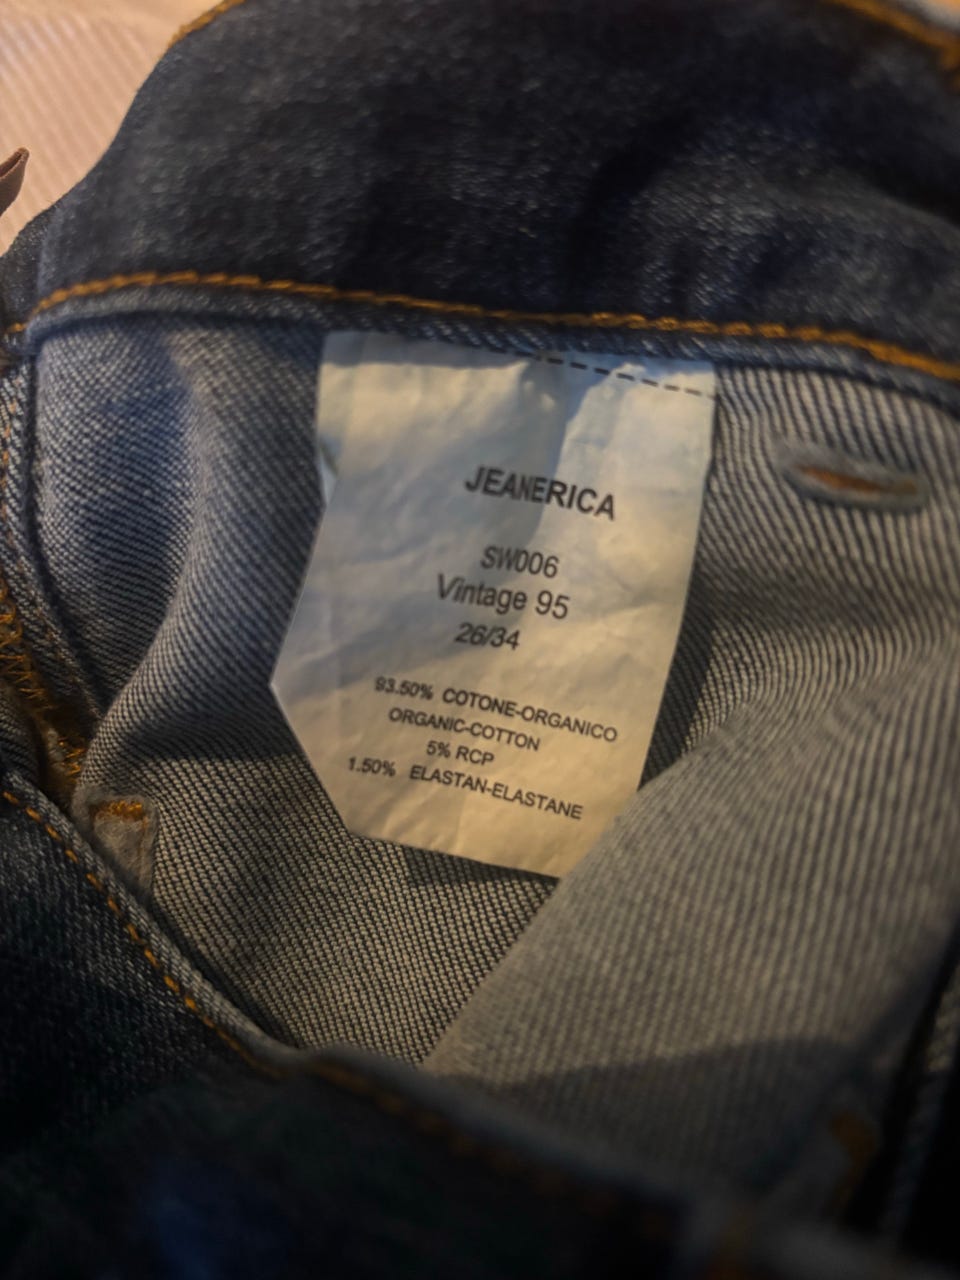 JEANERICA
SW006
Vintage 95
26/34
93.50% COTONE-ORGANICO
ORGANIC-COTTON
5% RCP
1.50% ELASTAN-ELASTANE